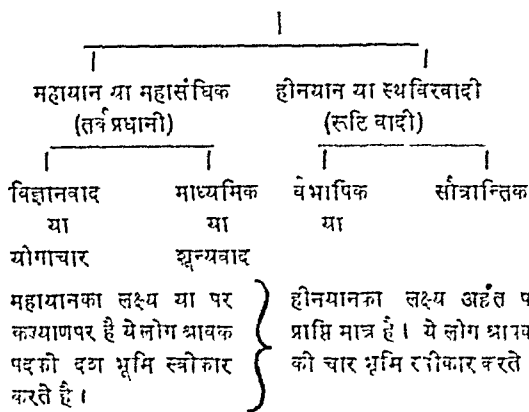 महायान या महासंघिक हीनयान या स्थविरवादी
(तर्क प्रधानी) (रूढि वादी)
विज्ञानवाद माध्यमिक वैभाषिक सौत्रान्तिक
या या या
योगाचार शून्यवाद
महायानका लक्ष्य या पर
कल्याणपर है ये लोग श्रावक
पदकी दश भूमि स्वीकार
करते है।
हीनयानका लक्ष्य अर्हत प
प्राप्ति मात्र है। ये लोग श्राव
की चार भूमि स्वीकार करते